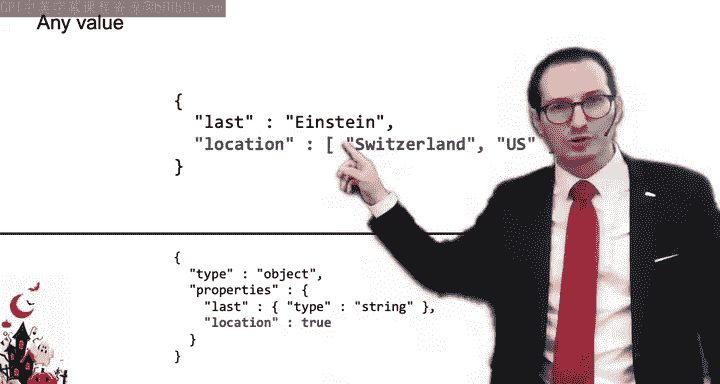 Any value
{
"last" : "Einstein",
"location" : [ "Switzerland", "US"
}
{
"type" : "object",
"properties" : {
"last" : { "type" : "string" },
"location" : true
}
}